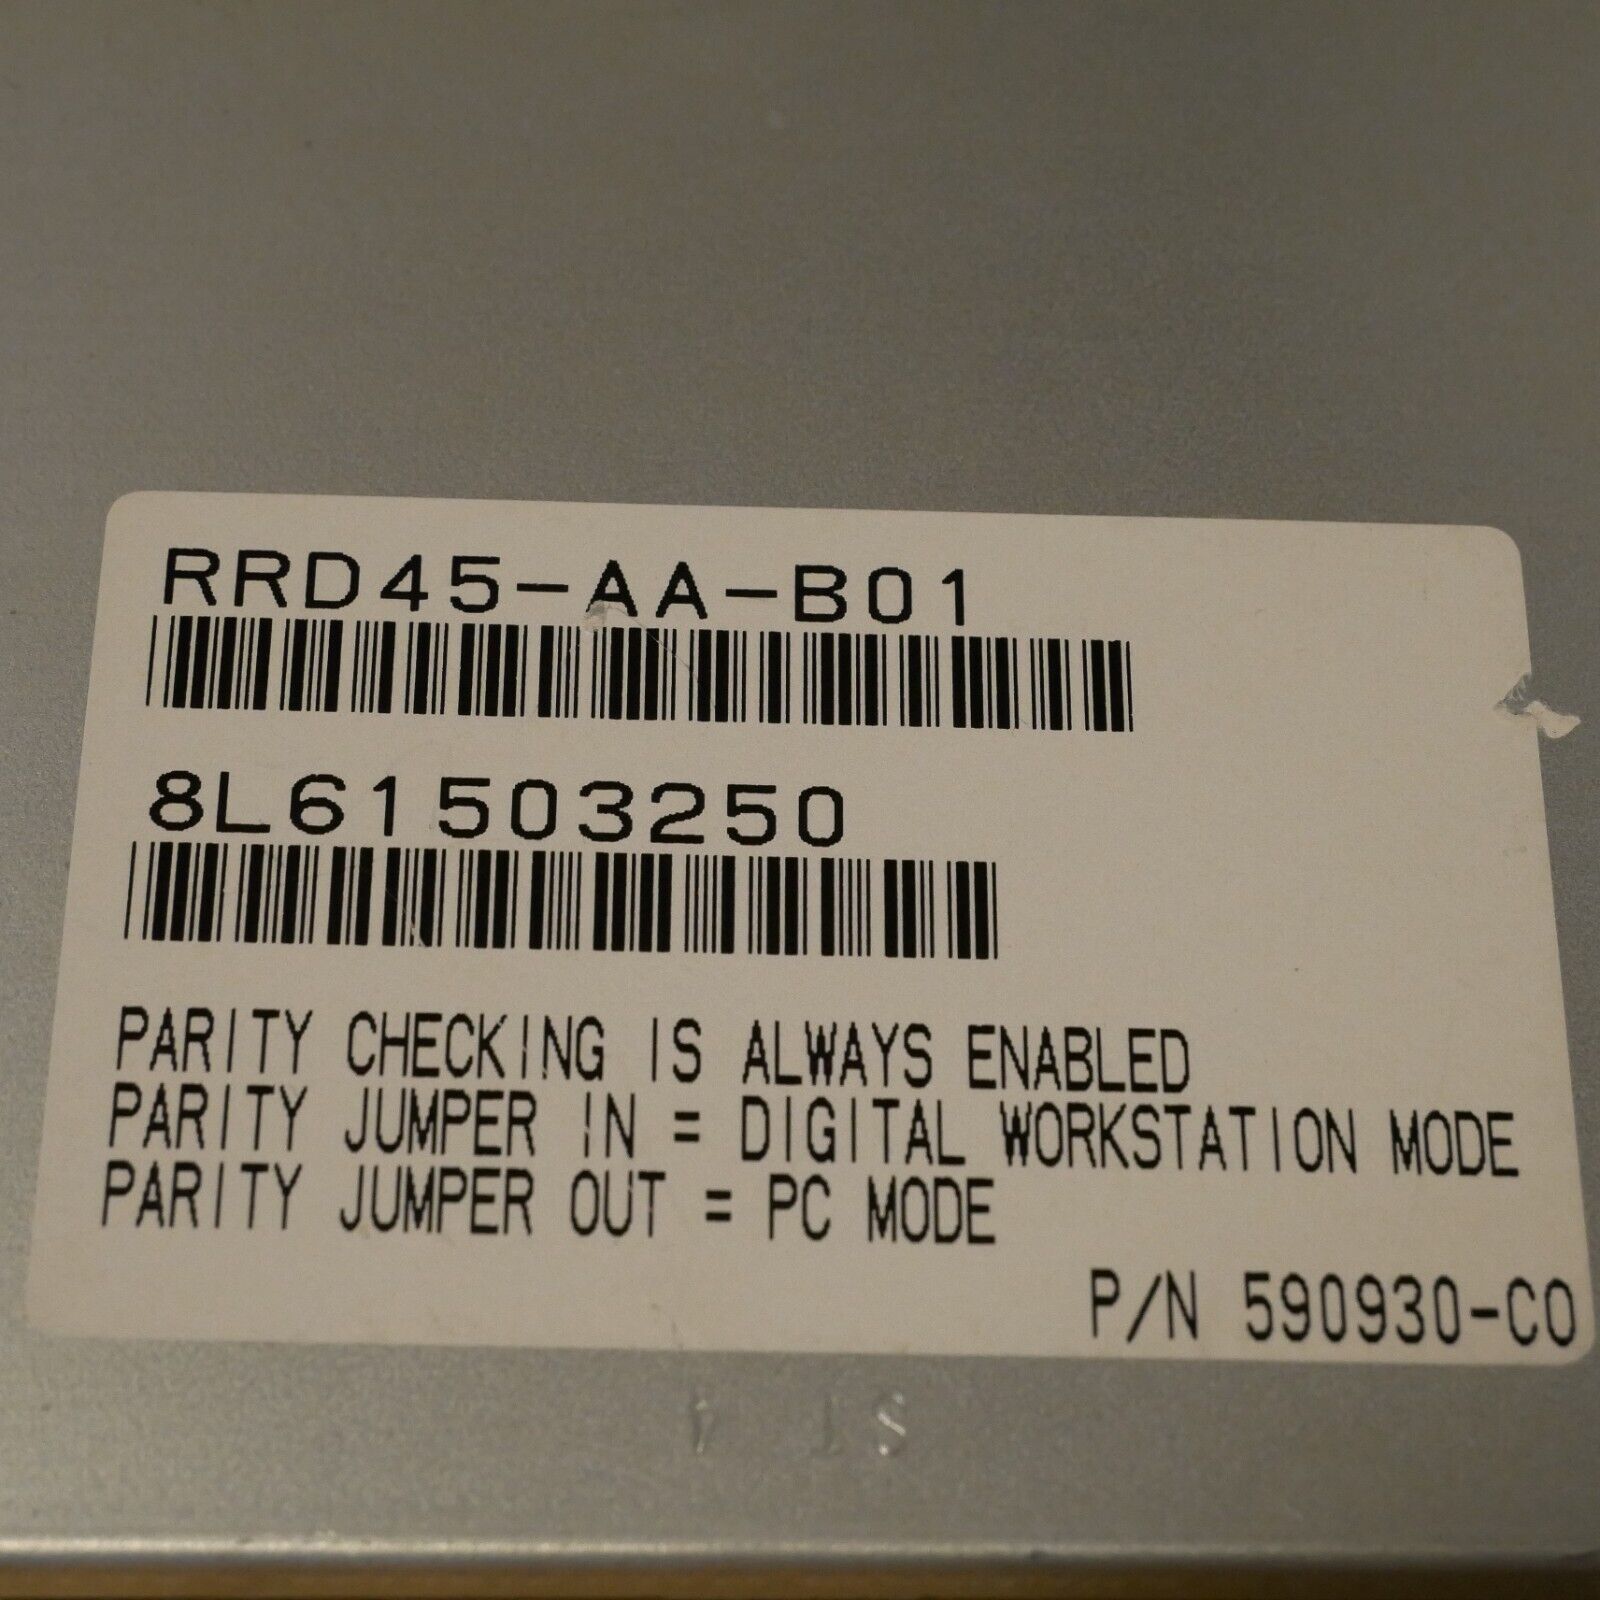 RRD45-AA-B01
8L61503250
PARITY CHECKING IS ALWAYS ENABLED
PARITY JUMPER IN = DIGITAL WORKSTATION MODE
PARITY JUMPER OUT = PC MODE
P/N 590930-C0